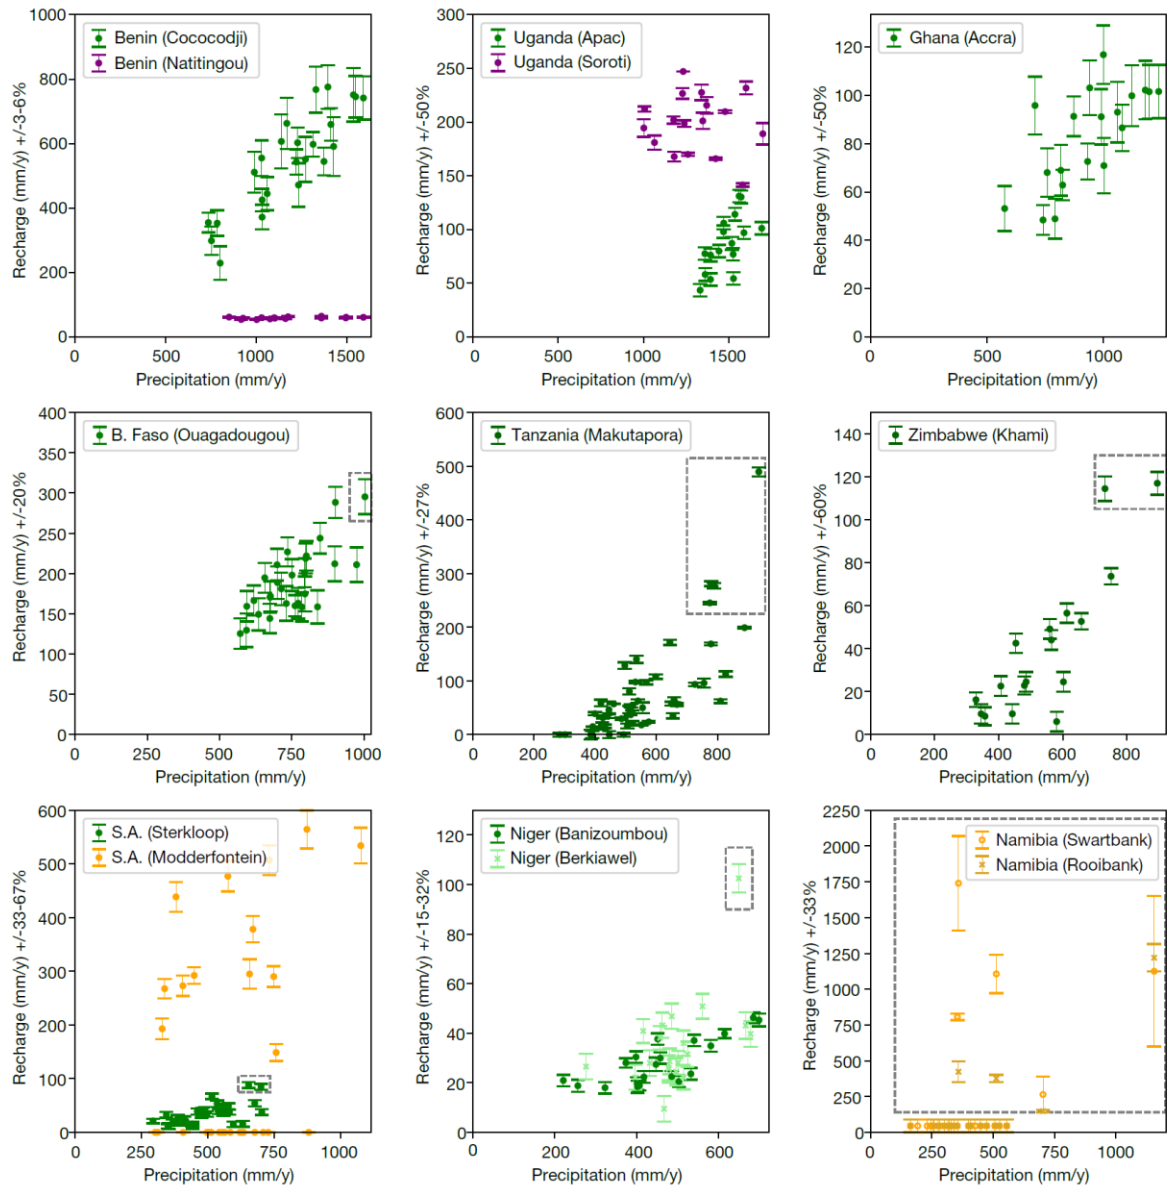 Recharge (mm/y) +/-3-6%
1000
800
600
400
200
0
Benin (Cococodji)
Benin (Natitingou)
0 500 1000 1500
Precipitation (mm/y)
Recharge (mm/y) +/-50%
300
250
200
150
100
50
0
Uganda (Apac)
Uganda (Soroti)
0 500 1000 1500
Precipitation (mm/y)
Recharge (mm/y) +/-50%
120
100
80
60
40
20
0
Ghana (Accra)
0 500 1000
Precipitation (mm/y)
Recharge (mm/y) +/-20%
400
350
300
250
200
150
100
50
0
B. Faso (Ouagadougou)
0 250 500 750 1000
Precipitation (mm/y)
Recharge (mm/y) +/-27%
600
500
400
300
200
100
0
Tanzania (Makutapora)
0 200 400 600 800
Precipitation (mm/y)
Recharge (mm/y) +/-60%
140
120
100
80
60
40
20
0
Zimbabwe (Khami)
0 200 400 600 800
Precipitation (mm/y)
Recharge (mm/y) +/-33-67%
600
500
400
300
200
100
0
S.A. (Sterkloop)
S.A. (Modderfontein)
0 250 500 750 1000
Precipitation (mm/y)
Recharge (mm/y) +/-15-32%
120
100
80
60
40
20
0
Niger (Banizoumbou)
Niger (Berkiawel)
0 200 400 600
Precipitation (mm/y)
Recharge (mm/y) +/-33%
2250
2000
1750
1500
1250
1000
750
500
250
0
Namibia (Swartbank)
Namibia (Rooibank)
0 250 500 750 1000
Precipitation (mm/y)